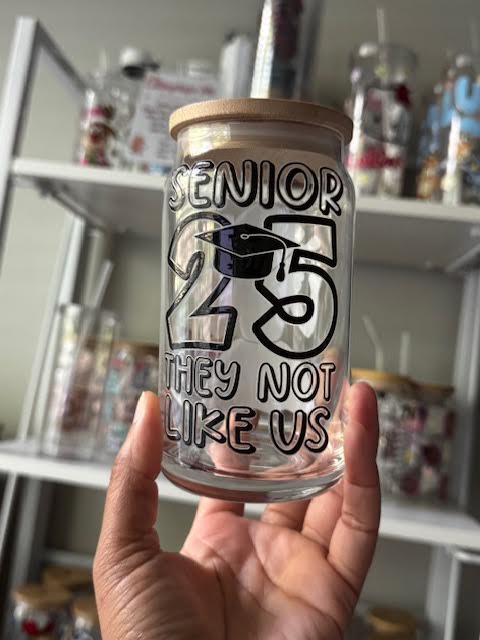 SENIOR
25
THEY NOT
LIKE US